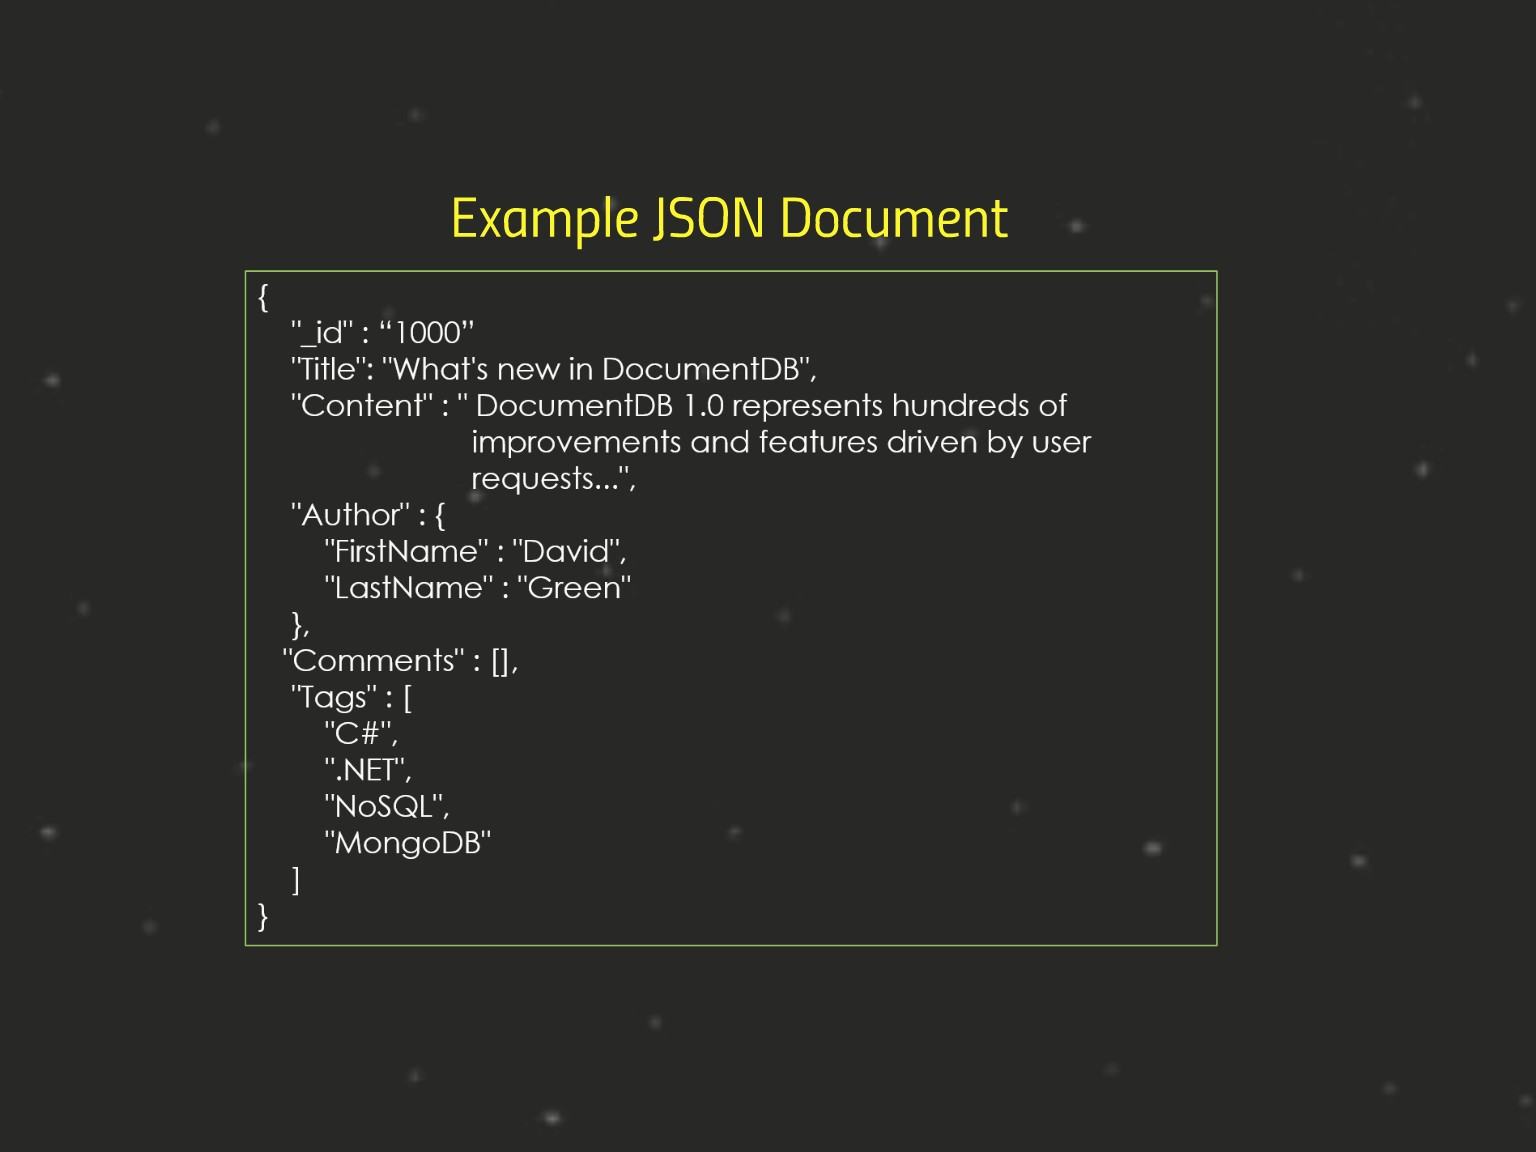 Example JSON Document
{
"_id" : “1000”
"Title": "What's new in DocumentDB",
"Content" : " DocumentDB 1.0 represents hundreds of
improvements and features driven by user
requests...",
"Author" : {
"FirstName" : "David",
"LastName" : "Green"
},
"Comments" : [],
"Tags" : [
"C#",
".NET",
"NoSQL",
"MongoDB"
]
}